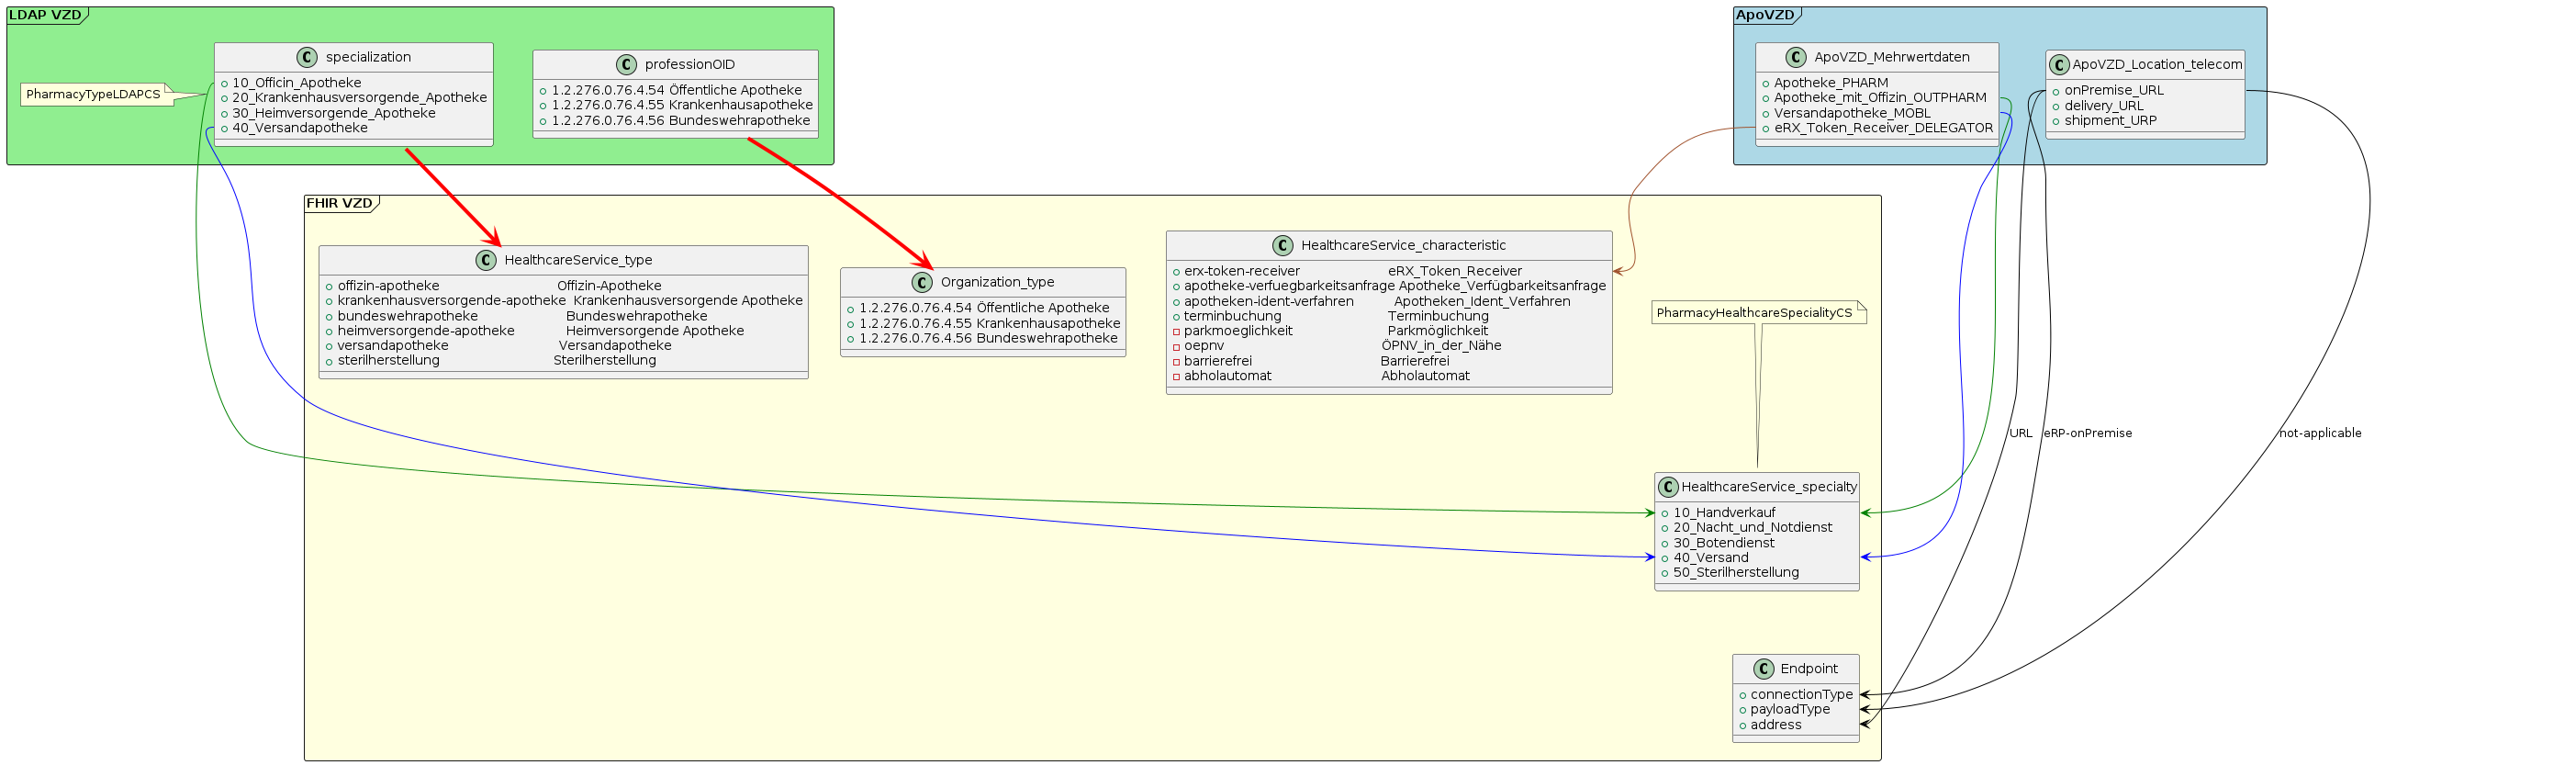 LDAP VZD
PharmacyTypeLDAPCS
C specialization
10_Officin_Apotheke
20_Krankenhausversorgende_Apotheke
30_Heimversorgende_Apotheke
40_Versandapotheke
C professionOID
1.2.276.0.76.4.54 Öffentliche Apotheke
1.2.276.0.76.4.55 Krankenhausapotheke
1.2.276.0.76.4.56 Bundeswehrapotheke
ApoVZD
C ApoVZD_Mehrwertdaten
Apotheke_PHARM
Apotheke_mit_Offizin_OUTPHARM
Versandapotheke_MOBL
eRX_Token_Receiver_DELEGATOR
C ApoVZD_Location_telecom
onPremise_URL
delivery_URL
shipment_URP
FHIR VZD
C HealthcareService_type
offizin-apotheke Offizin-Apotheke
krankenhausversorgende-apotheke Krankenhausversorgende Apotheke
bundeswehrapotheke Bundeswehrapotheke
heimversorgende-apotheke Heimversorgende Apotheke
versandapotheke Versandapotheke
sterilherstellung Sterilherstellung
C Organization_type
1.2.276.0.76.4.54 Öffentliche Apotheke
1.2.276.0.76.4.55 Krankenhausapotheke
1.2.276.0.76.4.56 Bundeswehrapotheke
C HealthcareService_characteristic
erx-token-receiver eRX_Token_Receiver
apotheke-verfuegbarkeitsanfrage Apotheke_Verfügbarkeitsanfrage
apotheken-ident-verfahren Apotheken_Ident_Verfahren
terminbuchung Terminbuchung
parkmoeglichkeit Parkmöglichkeit
oepnv ÖPNV_in_der_Nähe
barrierefrei Barrierefrei
abholautomat Abholautomat
PharmacyHealthcareSpecialityCS
URL
eRP-onPremise
not-applicable
C HealthcareService_specialty
10_Handverkauf
20_Nacht_und_Notdienst
30_Botendienst
40_Versand
50_Sterilherstellung
C Endpoint
connectionType
payloadType
address